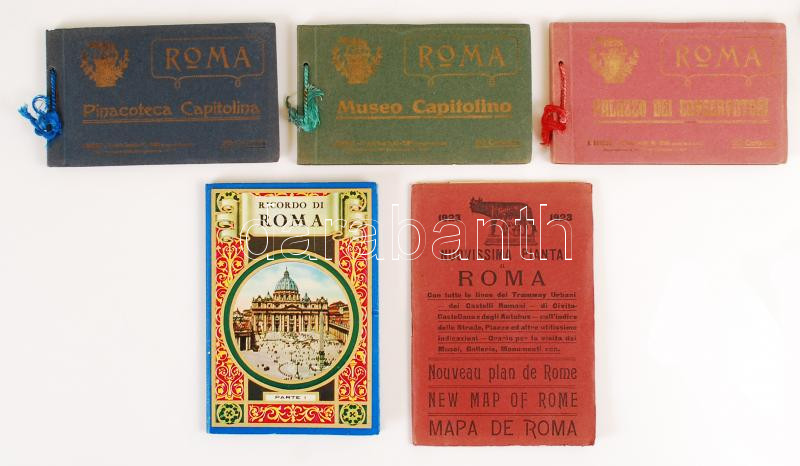 ROMA
Pinacoteca Capitolina
ROMA
Museo Capitolino
ROMA
PALAZZO DEI CONSERVATORI
RICORDO DI
ROMA
PARTE I
darabanth
1923 1923
NUOVISSIMA PIANTA
DI
ROMA
Con tutte le linee dei Tramway Urbani
— dei Castelli Romani — di Civita-
Castellana e degli Autobus — coll'indice
delle Strade, Piazze ed altre utilissime
indicazioni — Orario per la visita dei
Musei, Gallerie, Monumenti ecc.
Nouveau plan de Rome
NEW MAP OF ROME
MAPA DE ROMA